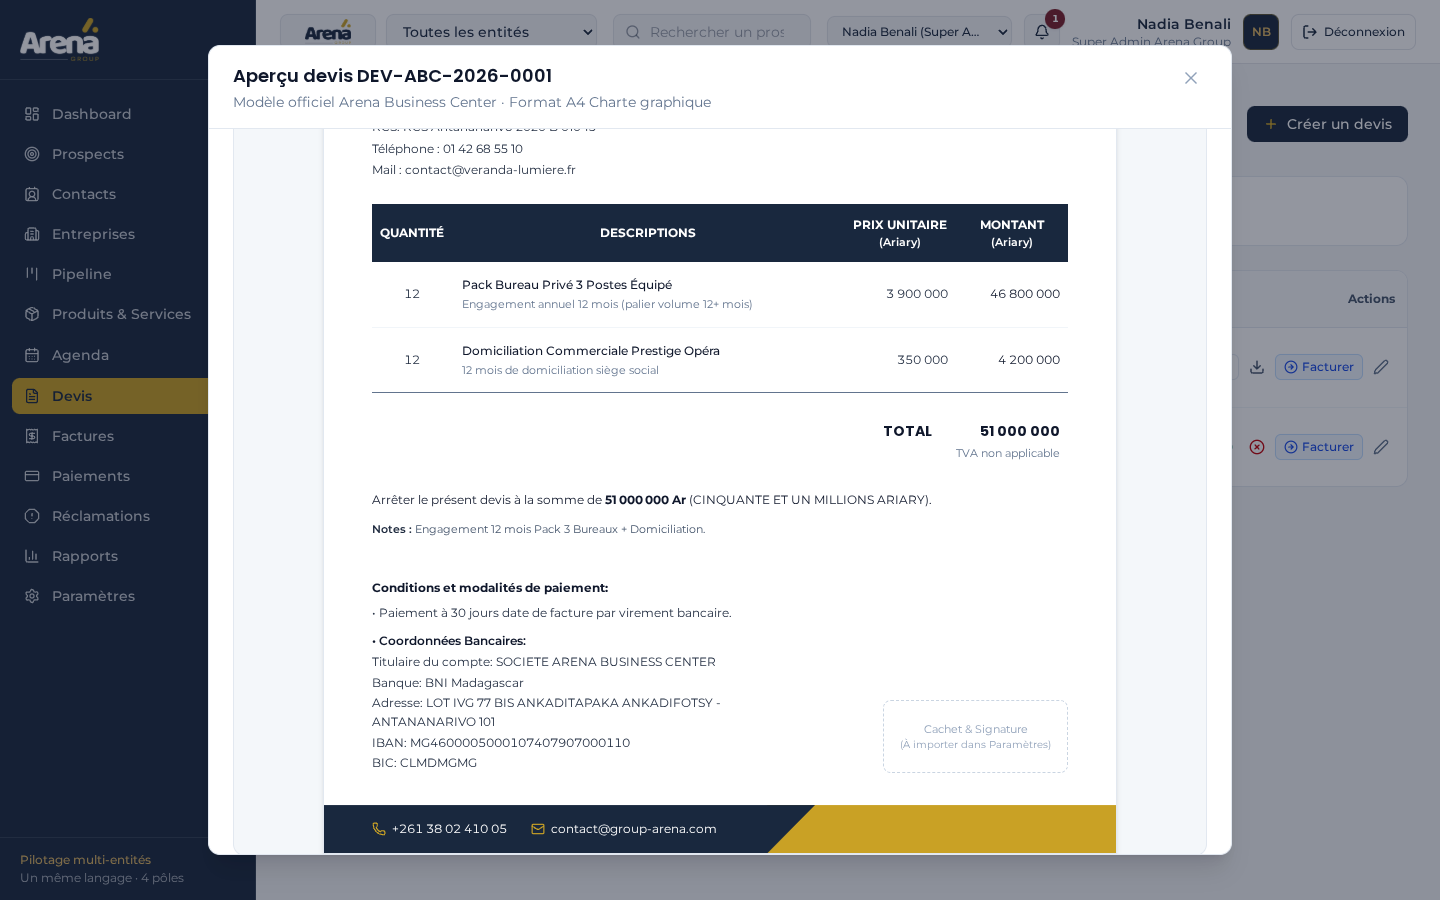 Arena
GROUP
Arena
Toutes les entités
Rechercher un pros
Nadia Benali (Super A...
1
Nadia Benali
Super Admin Arena Group
NB
Déconnexion
Dashboard
Prospects
Contacts
Entreprises
Pipeline
Produits & Services
Agenda
Devis
Factures
Paiements
Réclamations
Rapports
Paramètres
Pilotage multi-entités
Un même langage · 4 pôles
Créer un devis
Actions
Facturer
Facturer
Aperçu devis DEV-ABC-2026-0001
Modèle officiel Arena Business Center · Format A4 Charte graphique
Téléphone : 01 42 68 55 10
Mail : contact@veranda-lumiere.fr
QUANTITÉ DESCRIPTIONS PRIX UNITAIRE (Ariary) MONTANT (Ariary)
12 Pack Bureau Privé 3 Postes Équipé 3 900 000 46 800 000
Engagement annuel 12 mois (palier volume 12+ mois)
12 Domiciliation Commerciale Prestige Opéra 350 000 4 200 000
12 mois de domiciliation siège social
TOTAL 51 000 000
TVA non applicable
Arrêter le présent devis à la somme de 51 000 000 Ar (CINQUANTE ET UN MILLIONS ARIARY).
Notes : Engagement 12 mois Pack 3 Bureaux + Domiciliation.
Conditions et modalités de paiement:
• Paiement à 30 jours date de facture par virement bancaire.
• Coordonnées Bancaires:
Titulaire du compte: SOCIETE ARENA BUSINESS CENTER
Banque: BNI Madagascar
Adresse: LOT IVG 77 BIS ANKADITAPAKA ANKADIFOTSY -
ANTANANARIVO 101
IBAN: MG4600005000107407907000110
BIC: CLMDMGMG
Cachet & Signature
(À importer dans Paramètres)
+261 38 02 410 05 contact@group-arena.com